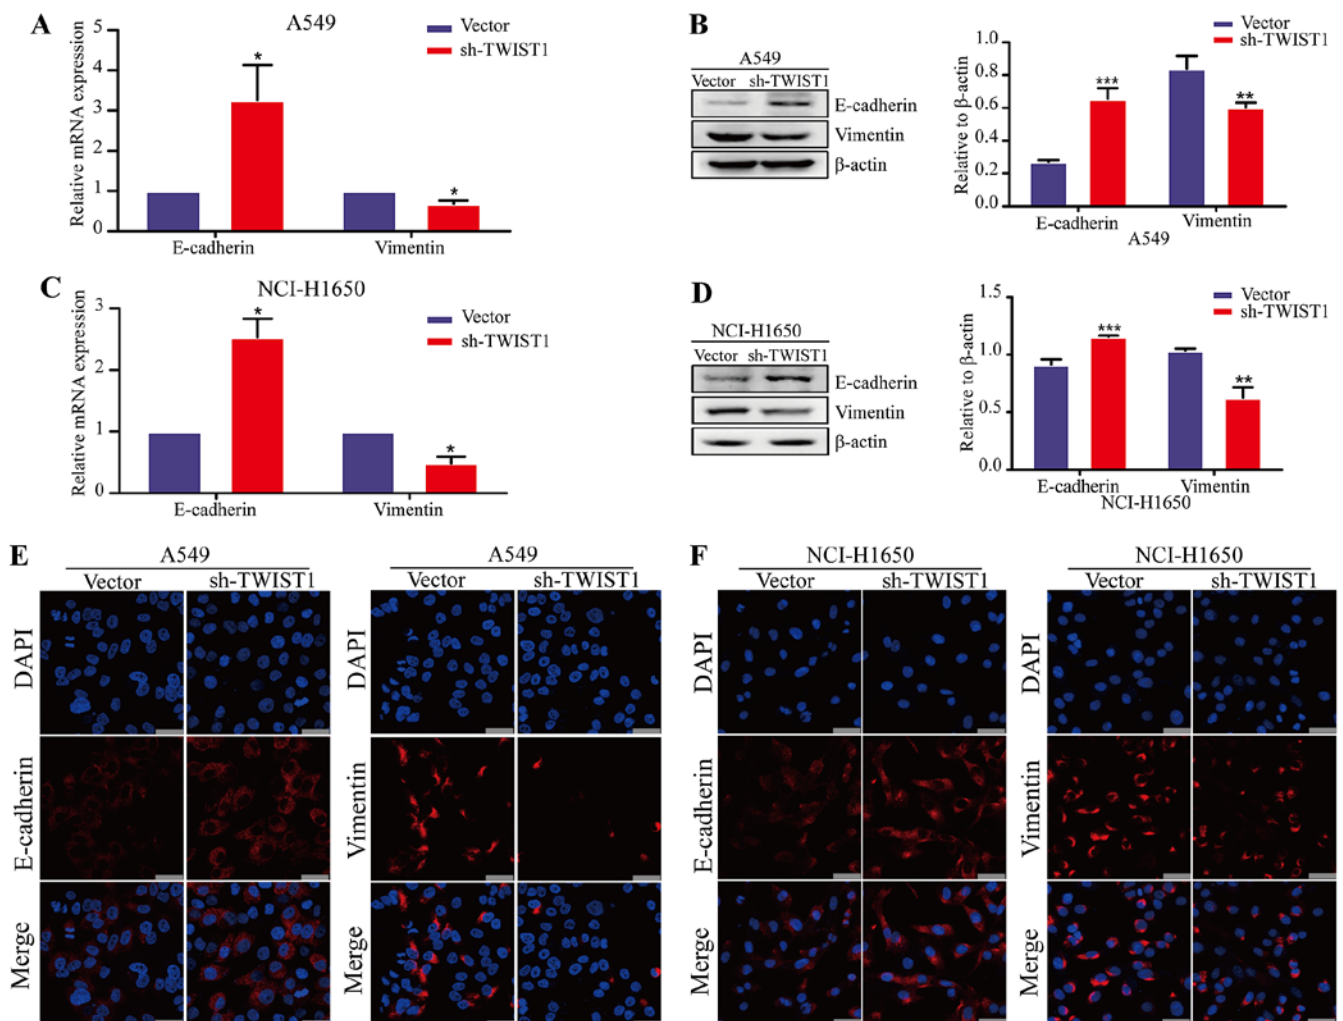 A
A549
Vector
sh-TWIST1
Relative mRNA expression
5
4
3
2
1
0
*
*
E-cadherin
Vimentin
B
A549
Vector sh-TWIST1
E-cadherin
Vimentin
β-actin
Vector
sh-TWIST1
Relative to β-actin
1.0
0.8
0.6
0.4
0.2
0
***
**
E-cadherin
Vimentin
A549
C
NCI-H1650
Vector
sh-TWIST1
Relative mRNA expression
3
2
1
0
*
*
E-cadherin
Vimentin
D
NCI-H1650
Vector sh-TWIST1
E-cadherin
Vimentin
β-actin
Vector
sh-TWIST1
Relative to β-actin
1.5
1.0
0.5
0.0
***
**
E-cadherin
Vimentin
NCI-H1650
E
A549
Vector sh-TWIST1
DAPI
E-cadherin
Merge
A549
Vector sh-TWIST1
DAPI
Vimentin
Merge
F
NCI-H1650
Vector sh-TWIST1
DAPI
E-cadherin
Merge
NCI-H1650
Vector sh-TWIST1
DAPI
Vimentin
Merge